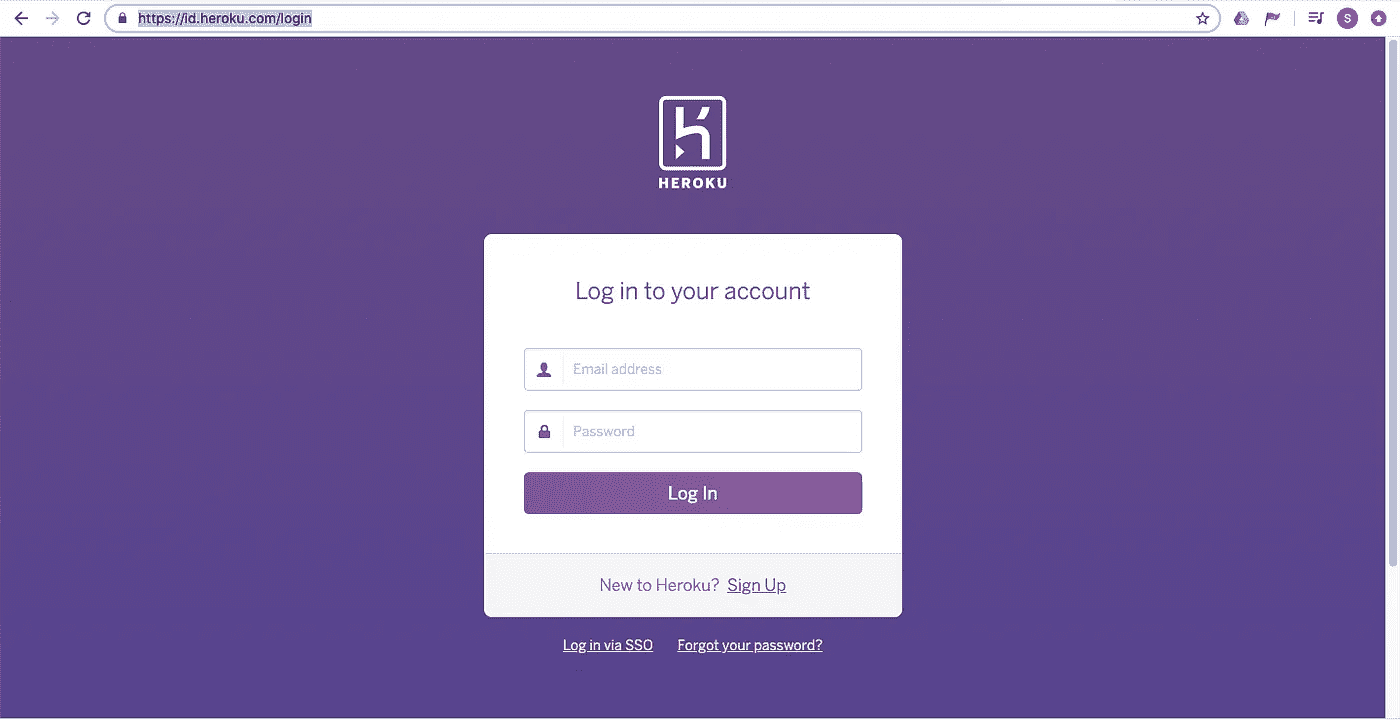 https://id.heroku.com/login
S
HEROKU
Log in to your account
Email address
Password
Log In
New to Heroku? Sign Up
Log in via SSO Forgot your password?